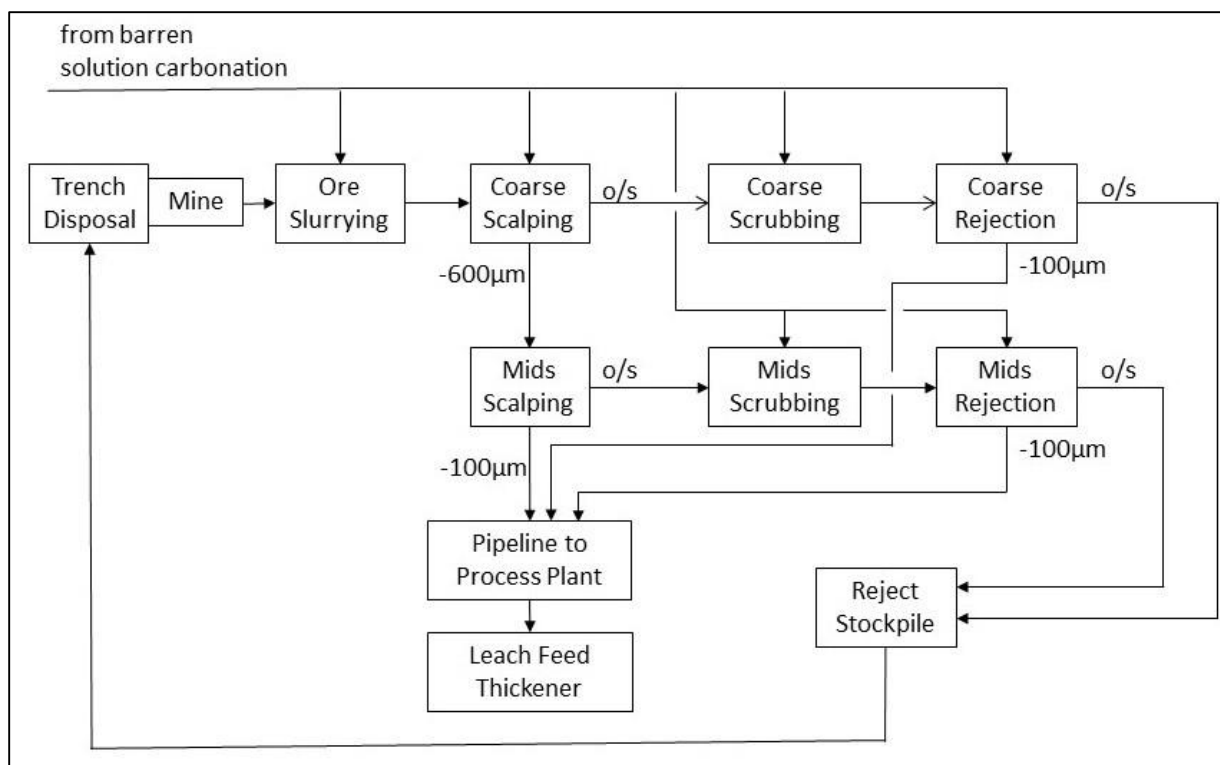 from barren
solution carbonation
Trench
Disposal
Mine
Ore
Slurrying
Coarse
Scalping
o/s
Coarse
Scrubbing
Coarse
Rejection
o/s
-600µm
-100µm
Mids
Scalping
o/s
Mids
Scrubbing
Mids
Rejection
o/s
-100µm
-100µm
Pipeline to
Process Plant
Reject
Stockpile
Leach Feed
Thickener